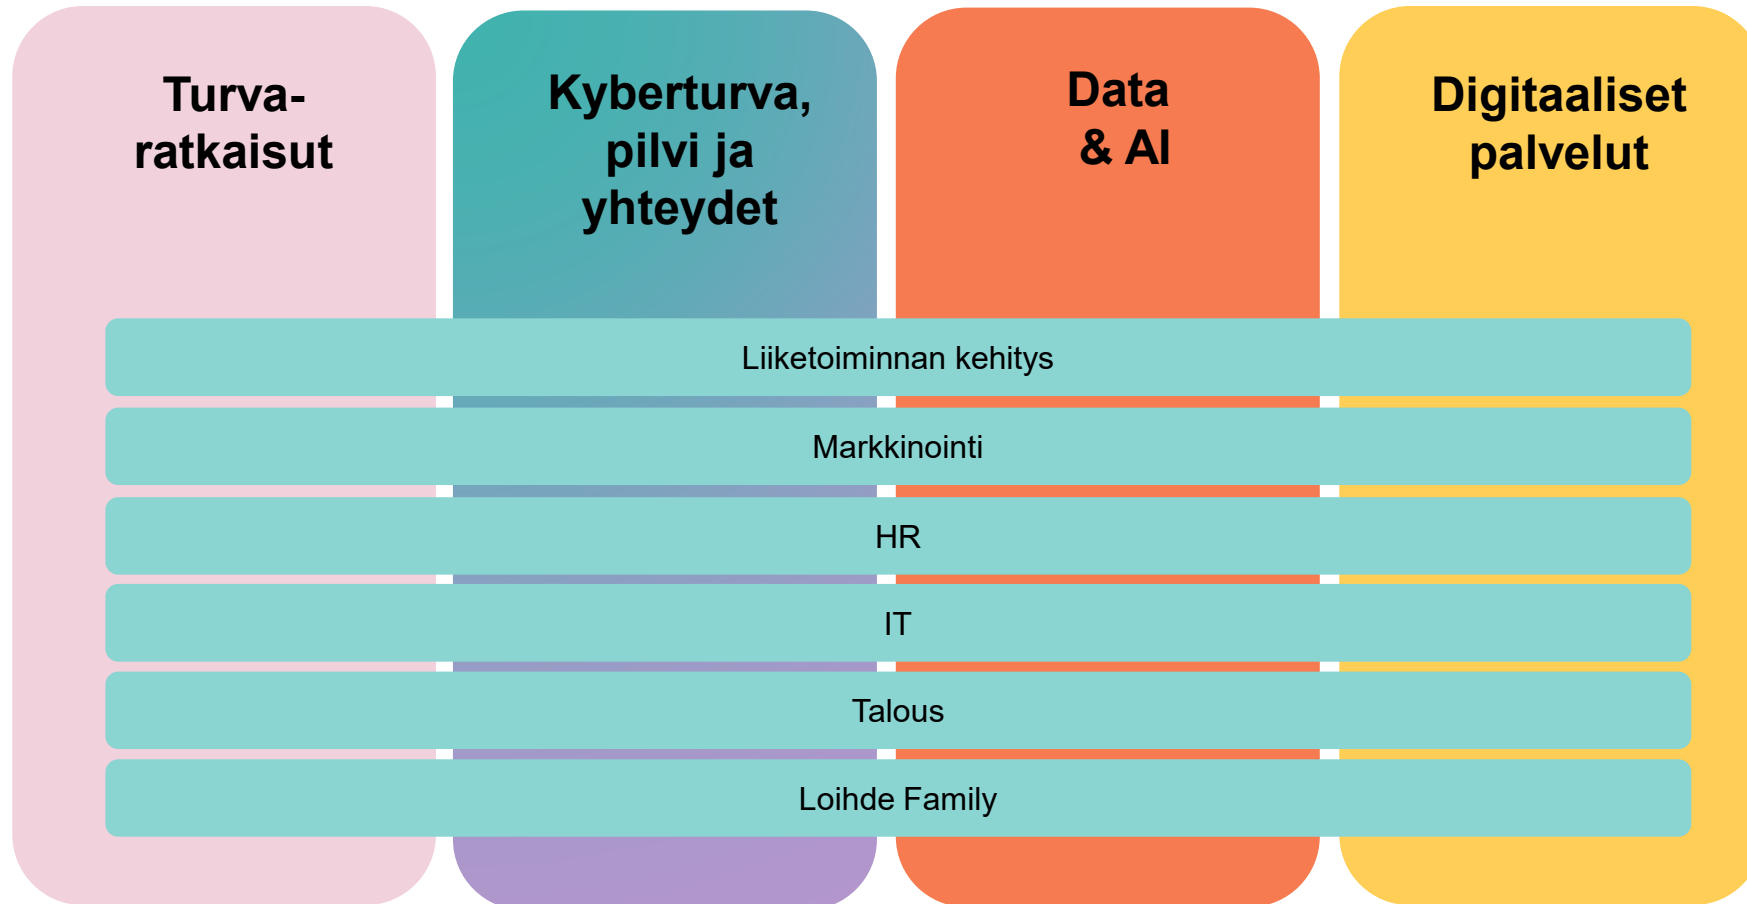 Turva-
ratkaisut
Kyberturva,
pilvi ja
yhteydet
Data
& AI
Digitaaliset
palvelut
Liiketoiminnan kehitys
Markkinointi
HR
IT
Talous
Loihde Family